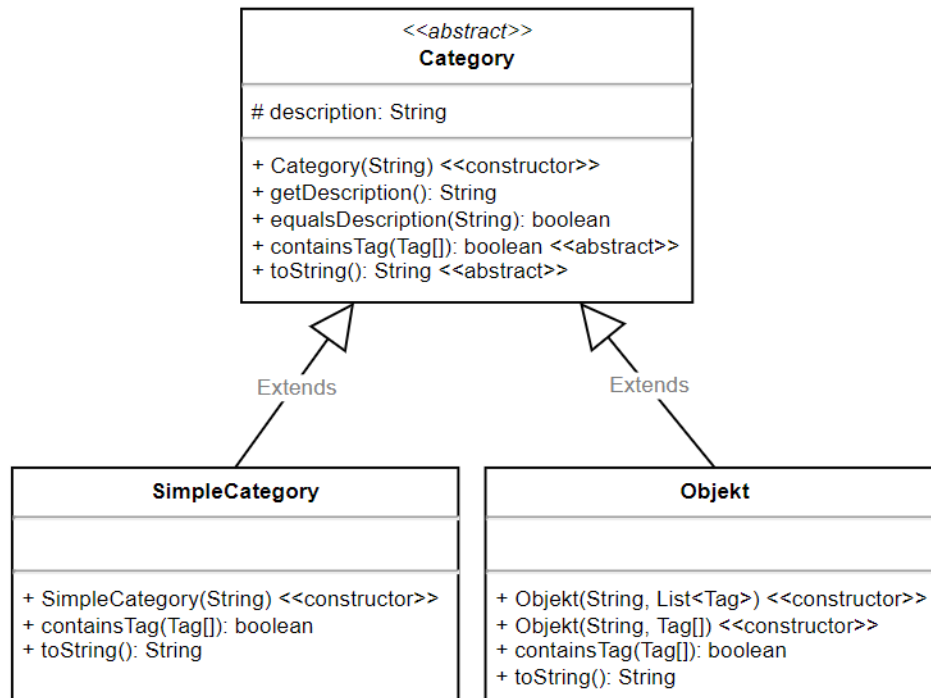 <<abstract>>
Category
# description: String
+ Category(String) <<constructor>>
+ getDescription(): String
+ equalsDescription(String): boolean
+ containsTag(Tag[]): boolean <<abstract>>
+ toString(): String <<abstract>>
Extends
Extends
SimpleCategory
+ SimpleCategory(String) <<constructor>>
+ containsTag(Tag[]): boolean
+ toString(): String
Objekt
+ Objekt(String, List<Tag>) <<constructor>>
+ Objekt(String, Tag[]) <<constructor>>
+ containsTag(Tag[]): boolean
+ toString(): String